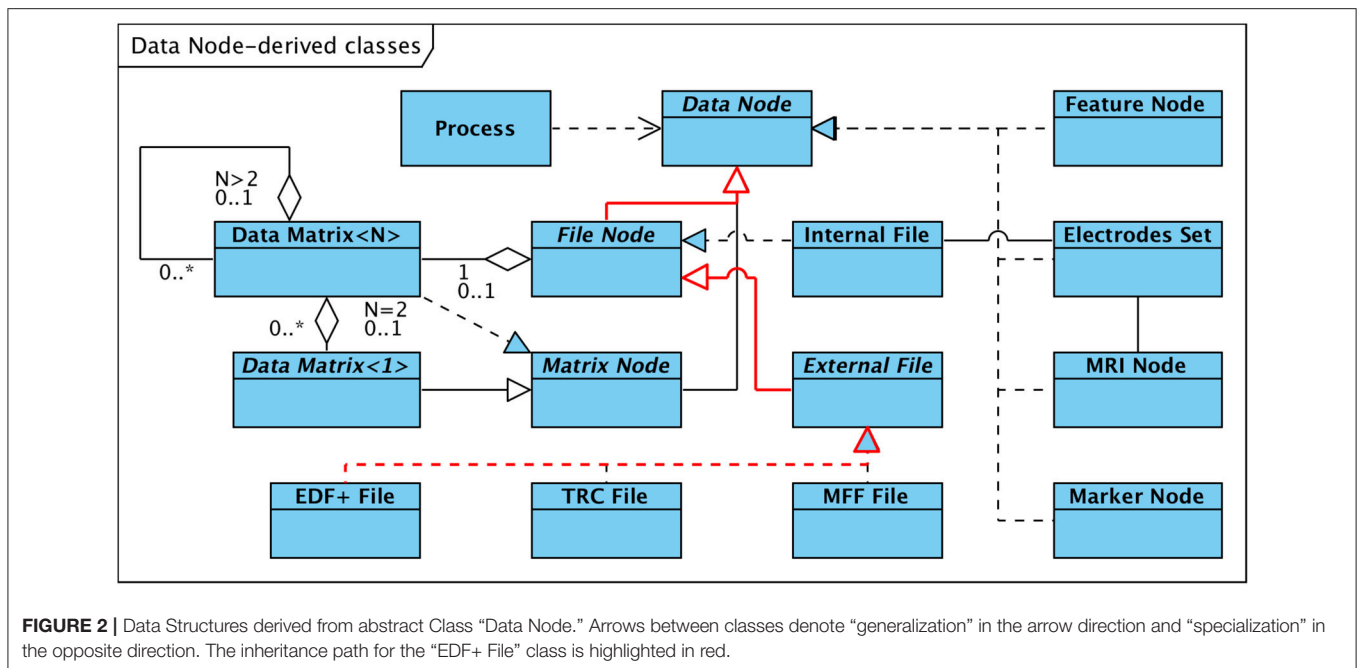 Data Node-derived classes
Process
Data Node
Feature Node
N>2
0..1
Data Matrix<N>
0..*
1
0..1
File Node
Internal File
Electrodes Set
0..*
N=2
0..1
Data Matrix<1>
Matrix Node
External File
MRI Node
EDF+ File
TRC File
MFF File
Marker Node
FIGURE 2 | Data Structures derived from abstract Class “Data Node.” Arrows between classes denote “generalization” in the arrow direction and “specialization” in
the opposite direction. The inheritance path for the “EDF+ File” class is highlighted in red.